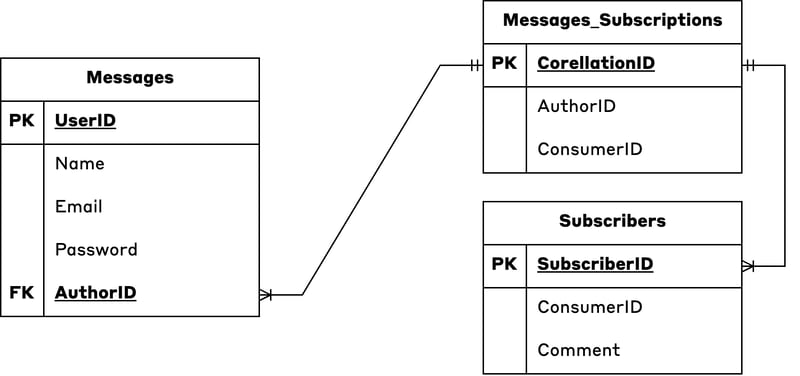 Messages
PK UserID
Name
Email
Password
FK AuthorID
Messages_Subscriptions
PK CorellationID
AuthorID
ConsumerID
Subscribers
PK SubscriberID
ConsumerID
Comment